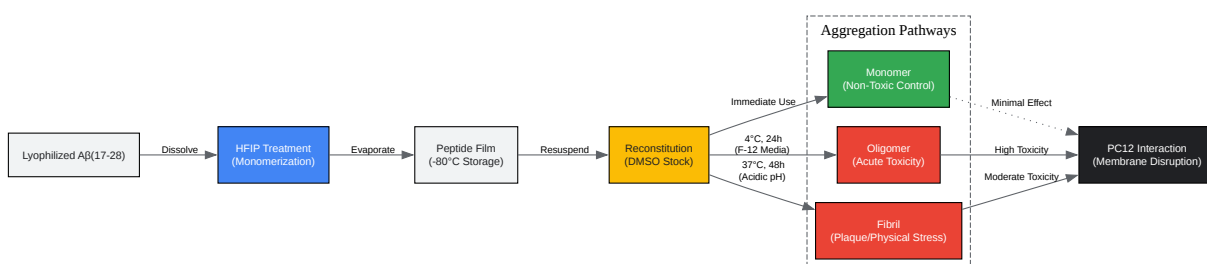 Aggregation Pathways
Lyophilized Aβ(17-28)
Dissolve
HFIP Treatment
(Monomerization)
Evaporate
Peptide Film
(-80°C Storage)
Resuspend
Reconstitution
(DMSO Stock)
Immediate Use
4°C, 24h
(F-12 Media)
37°C, 48h
(Acidic pH)
Monomer
(Non-Toxic Control)
Oligomer
(Acute Toxicity)
Fibril
(Plaque/Physical Stress)
Minimal Effect
High Toxicity
Moderate Toxicity
PC12 Interaction
(Membrane Disruption)